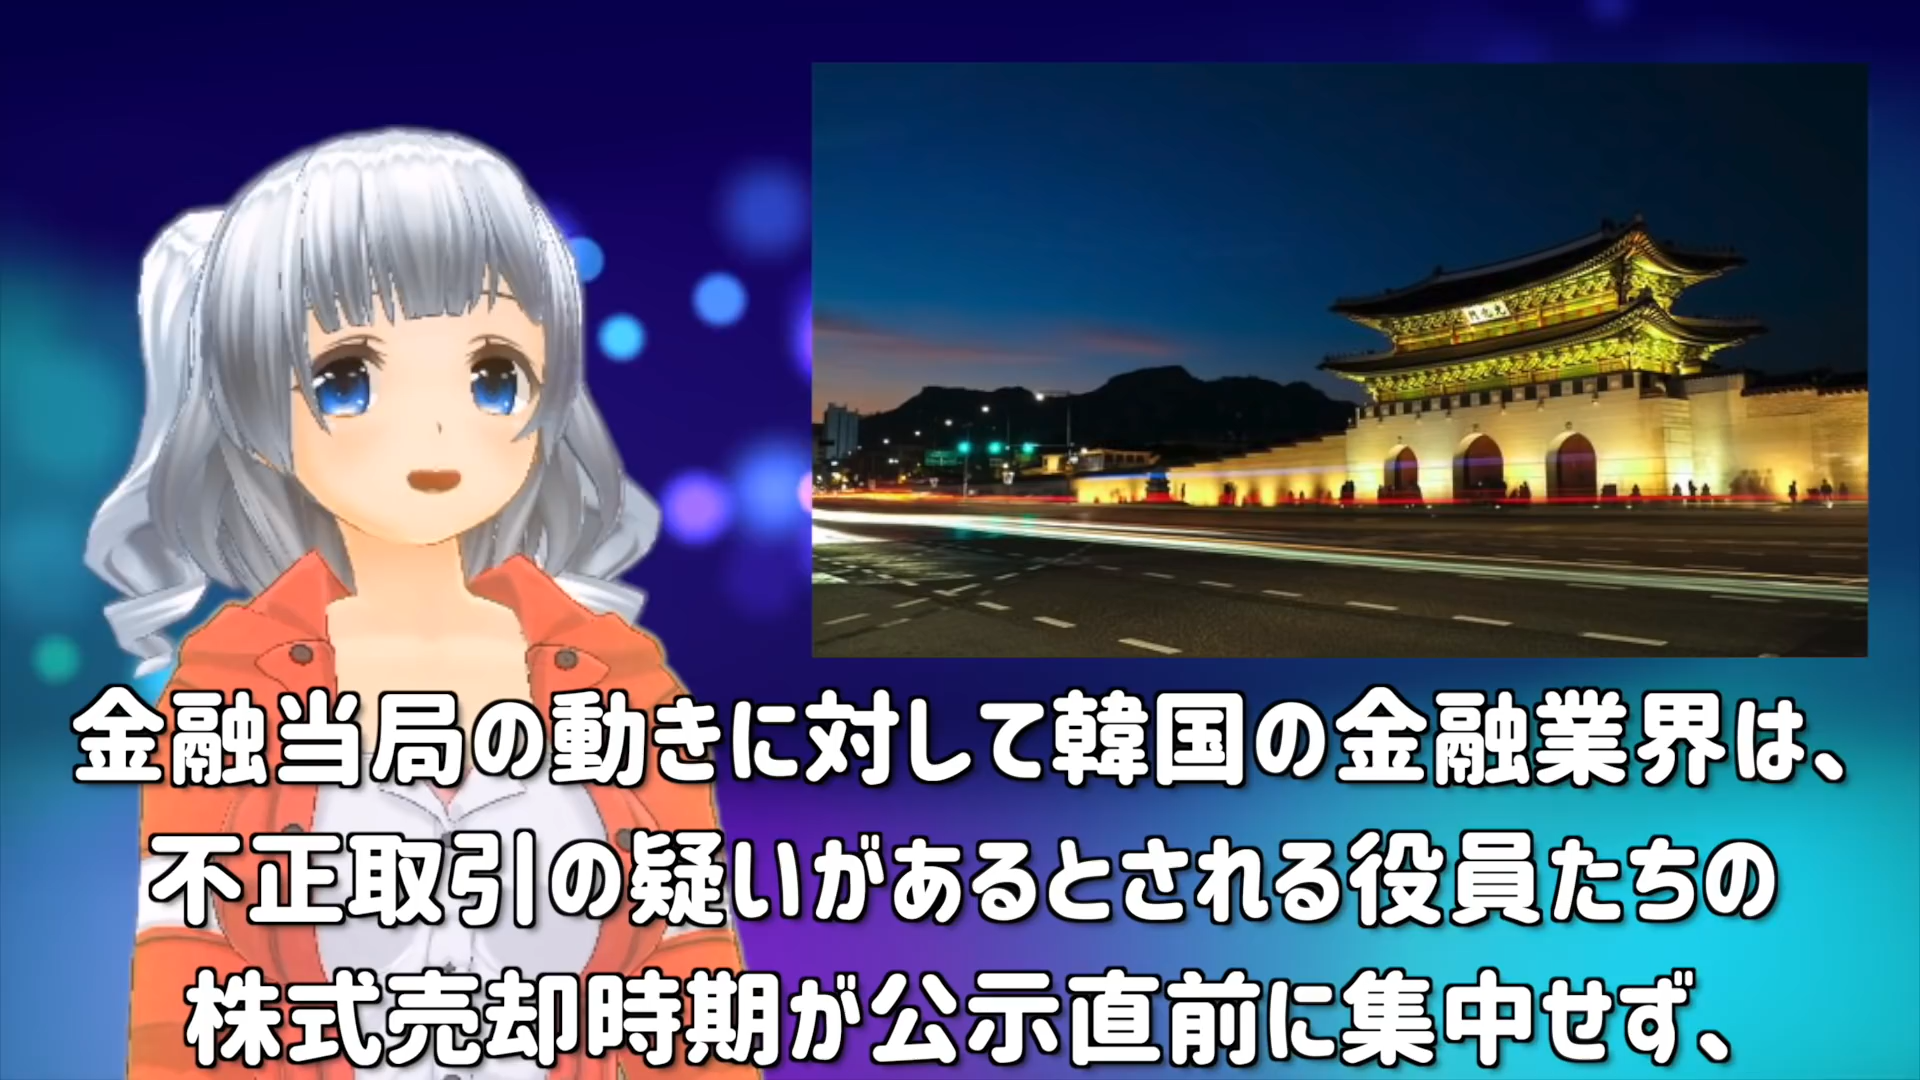 金融当局の動きに対して韓国の金融業界は、
不正取引の疑いがあるとされる役員たちの
株式売却時期が公示直前に集中せず、